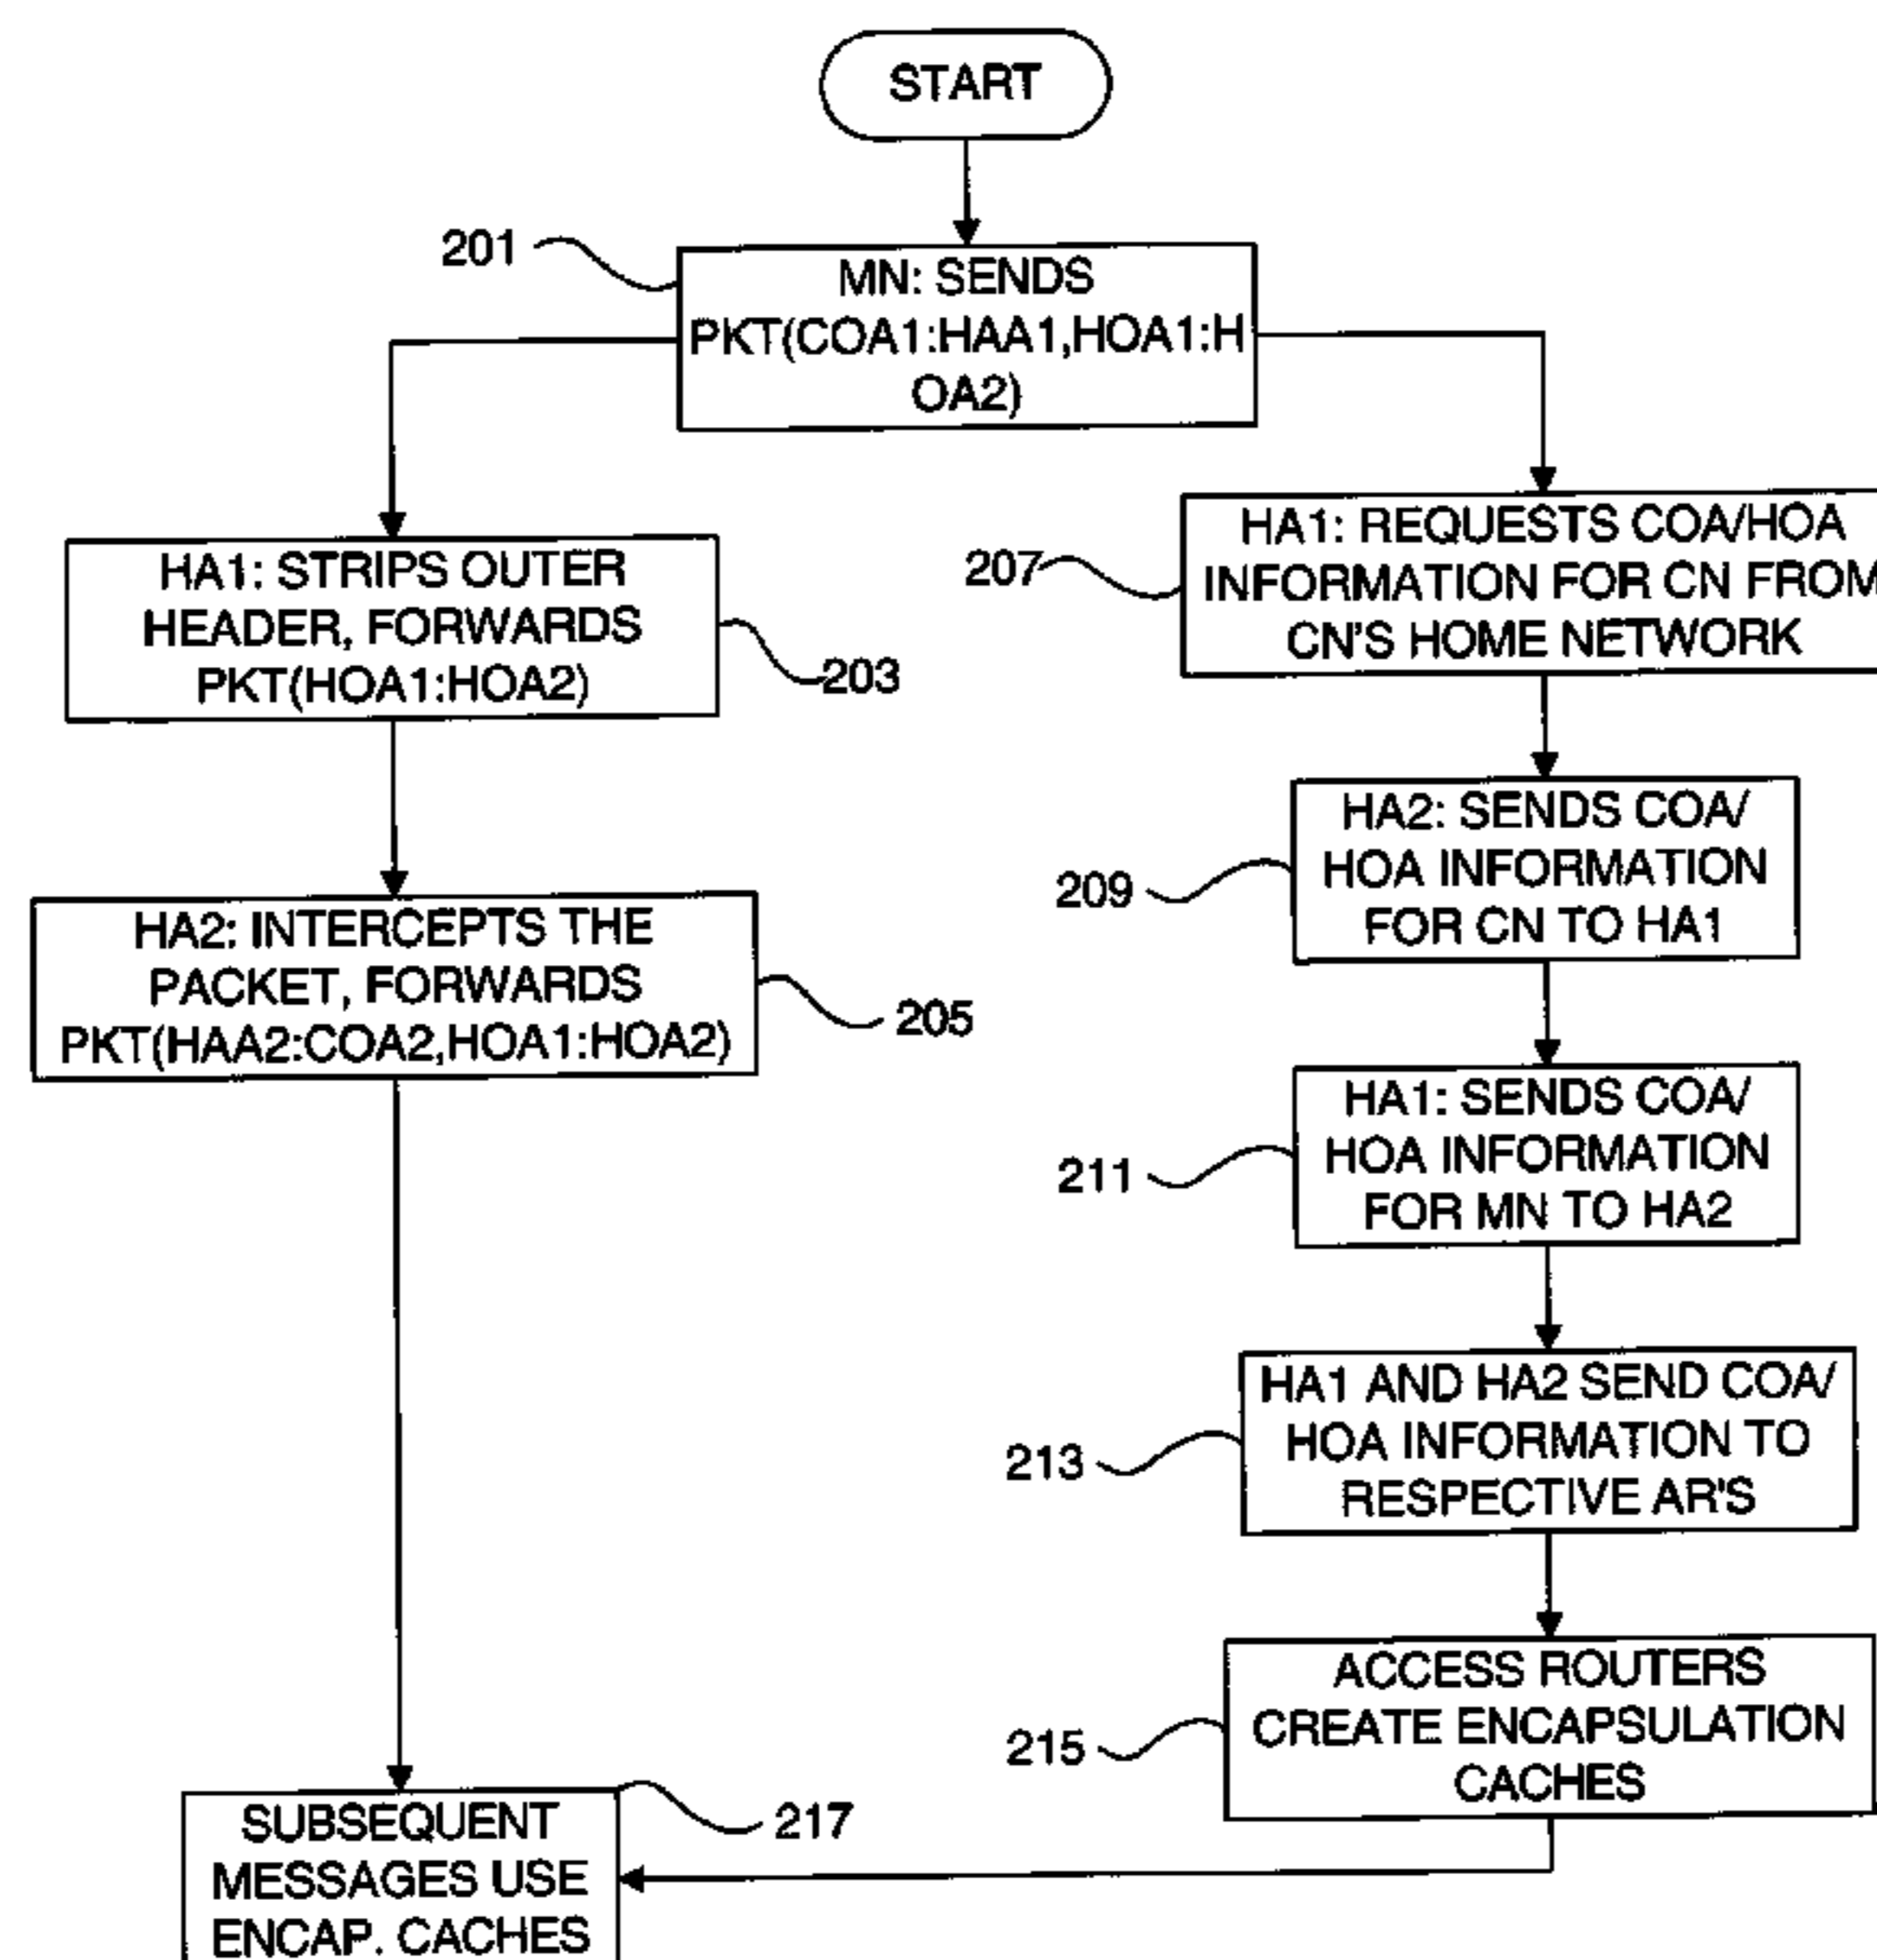 START
201
MN: SENDS
PKT(COA1:HAA1,HOA1:H
OA2)
HA1: STRIPS OUTER
HEADER, FORWARDS
PKT(HOA1:HOA2)
203
207
HA1: REQUESTS COA/HOA
INFORMATION FOR CN FROM
CN'S HOME NETWORK
HA2: INTERCEPTS THE
PACKET, FORWARDS
PKT(HAA2:COA2,HOA1:HOA2)
205
209
HA2: SENDS COA/
HOA INFORMATION
FOR CN TO HA1
211
HA1: SENDS COA/
HOA INFORMATION
FOR MN TO HA2
213
HA1 AND HA2 SEND COA/
HOA INFORMATION TO
RESPECTIVE AR'S
215
ACCESS ROUTERS
CREATE ENCAPSULATION
CACHES
217
SUBSEQUENT
MESSAGES USE
ENCAP. CACHES